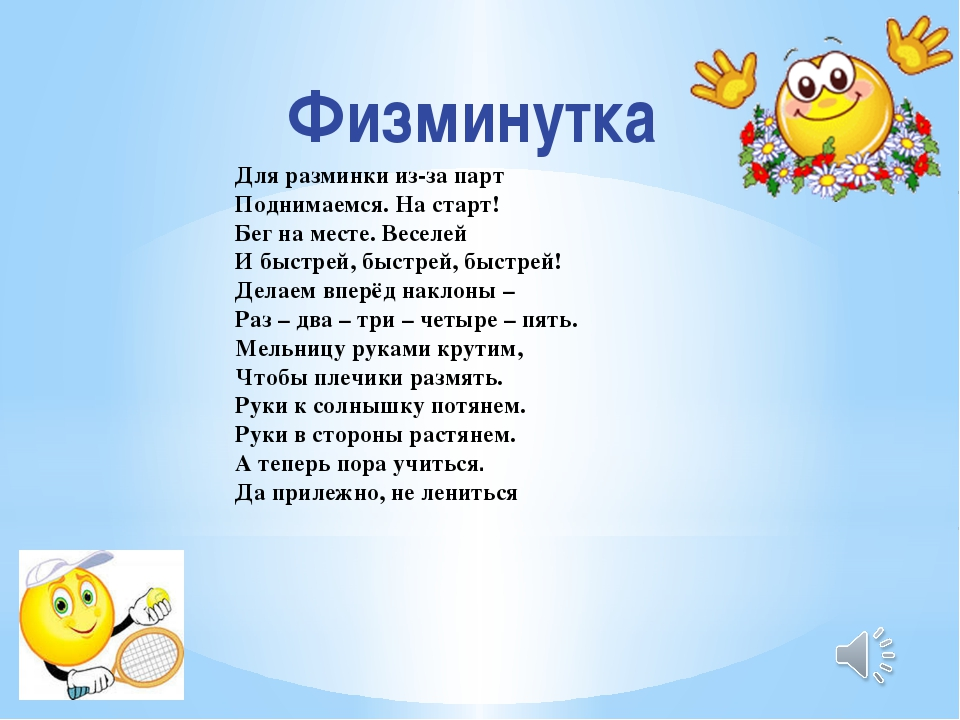 Физминутка
Для разминки из-за парт
Поднимаемся. На старт!
Бег на месте. Веселей
И быстрей, быстрей, быстрей!
Делаем вперёд наклоны –
Раз – два – три – четыре – пять.
Мельницу руками крутим,
Чтобы плечики размять.
Руки к солнышку потянем.
Руки в стороны растянем.
А теперь пора учиться.
Да прилежно, не лениться